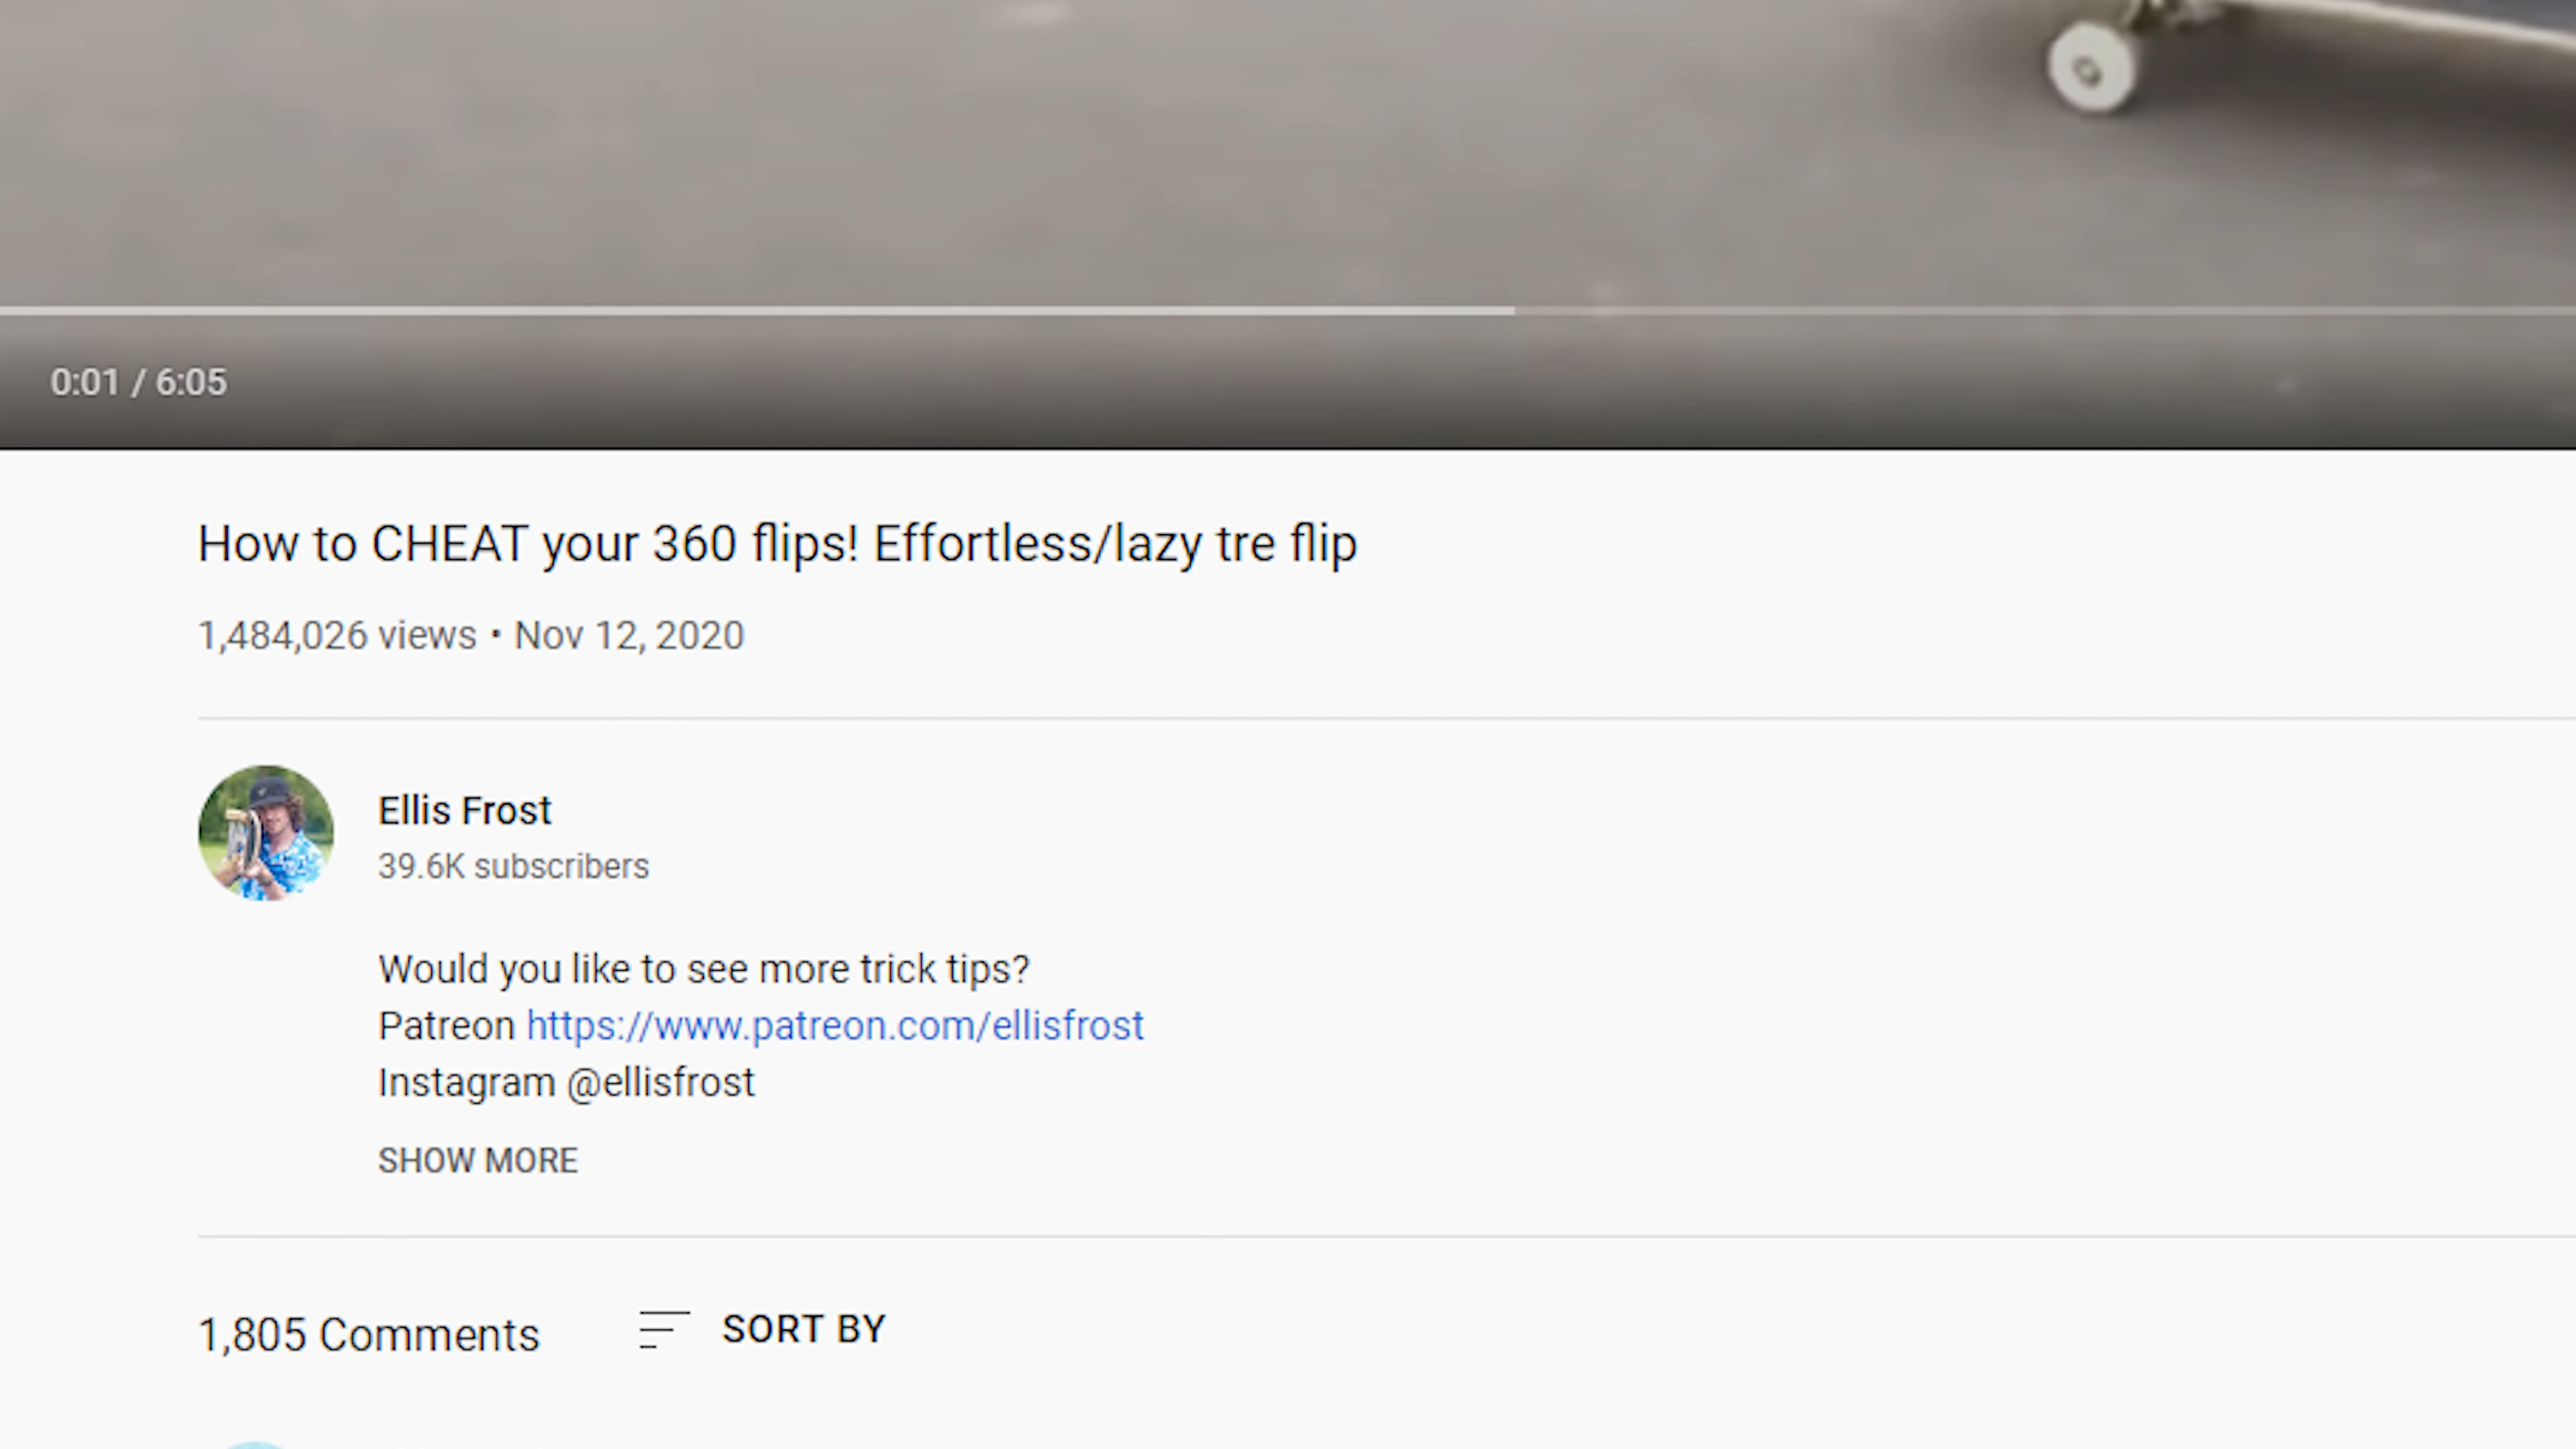 0:01 / 6:05
How to CHEAT your 360 flips! Effortless/lazy tre flip
1,484,026 views • Nov 12, 2020
Ellis Frost
39.6K subscribers
Would you like to see more trick tips?
Patreon https://www.patreon.com/ellisfrost
Instagram @ellisfrost
SHOW MORE
1,805 Comments
SORT BY